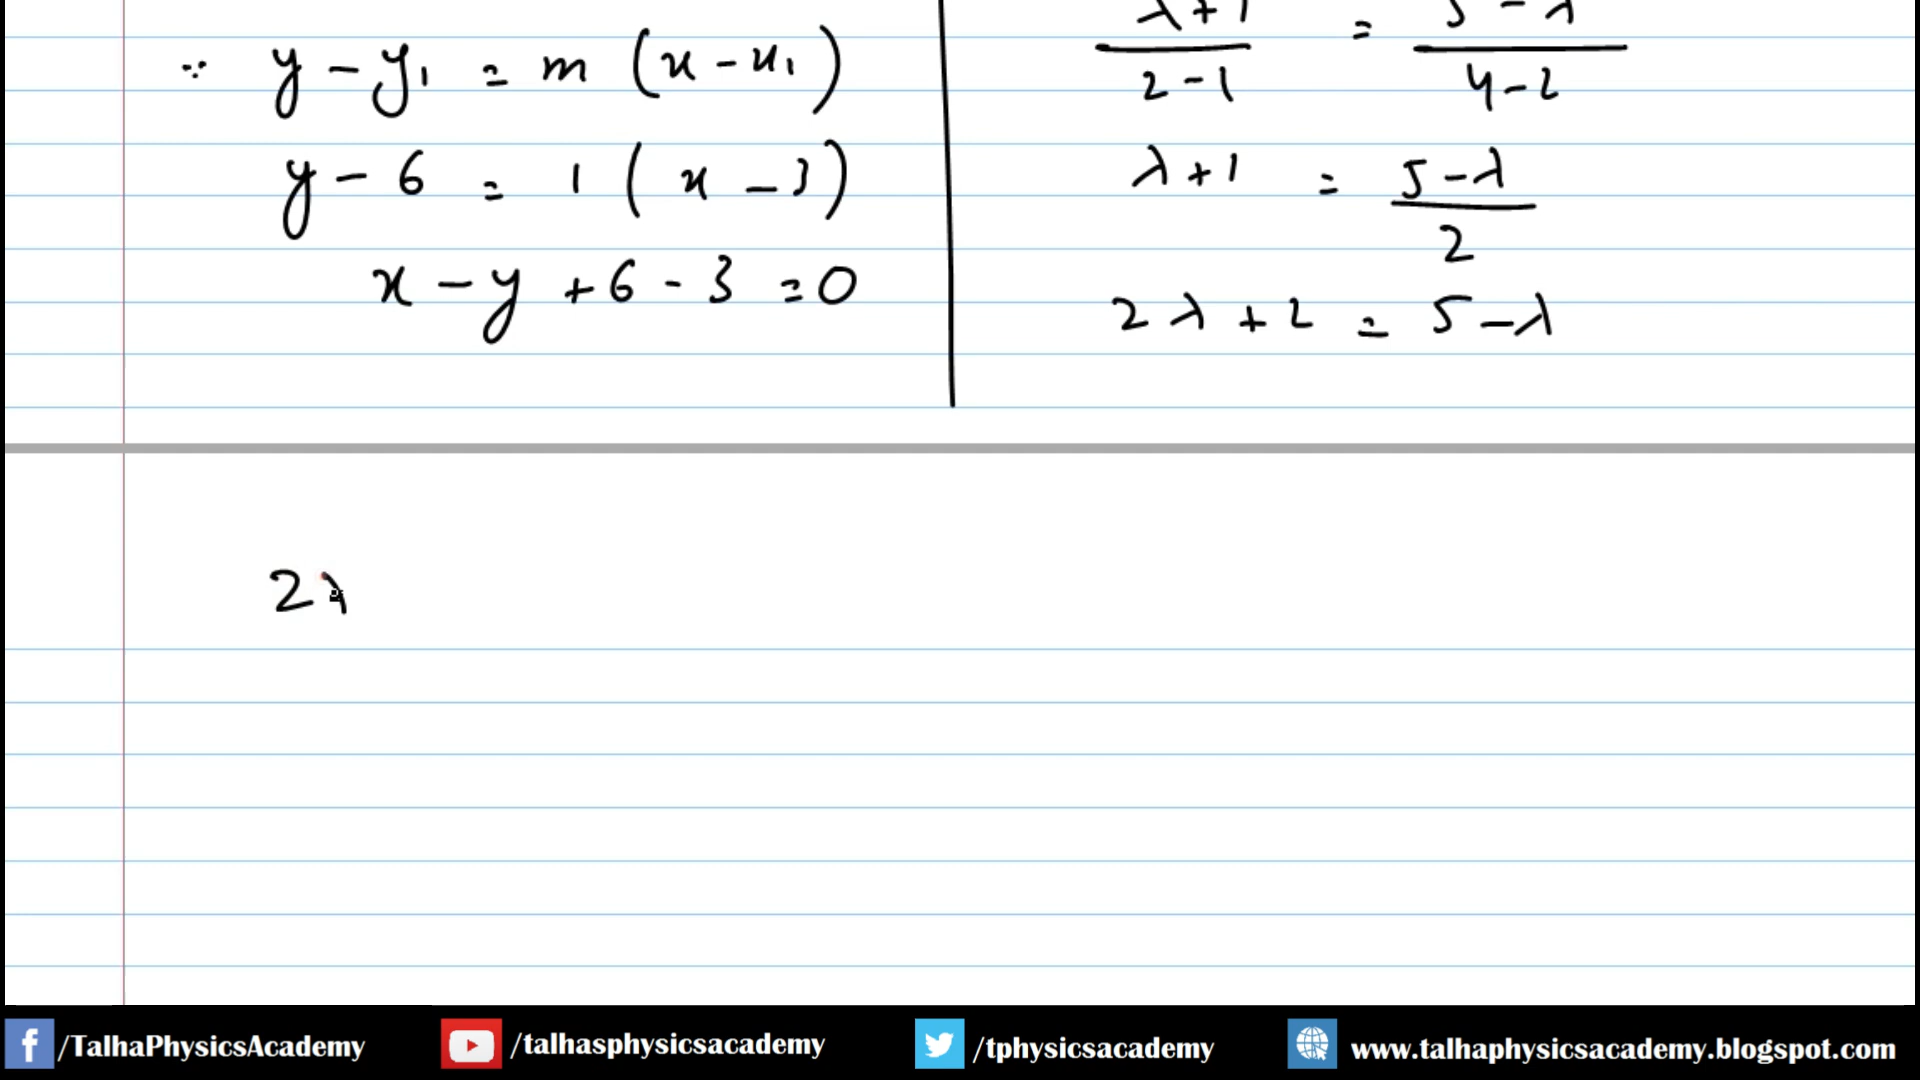 ∵ y - y₁ = m (x - x₁)
y - 6 = 1 (x - 3)
x - y + 6 - 3 = 0
λ + 1 / 2 - 1 = 5 - λ / 4 - 2
λ + 1 = 5 - λ / 2
2λ + 2 = 5 - λ
2λ
/TalhaPhysicsAcademy /talhasphysicsacademy /tphysicsacademy www.talhaphysicsacademy.blogspot.com